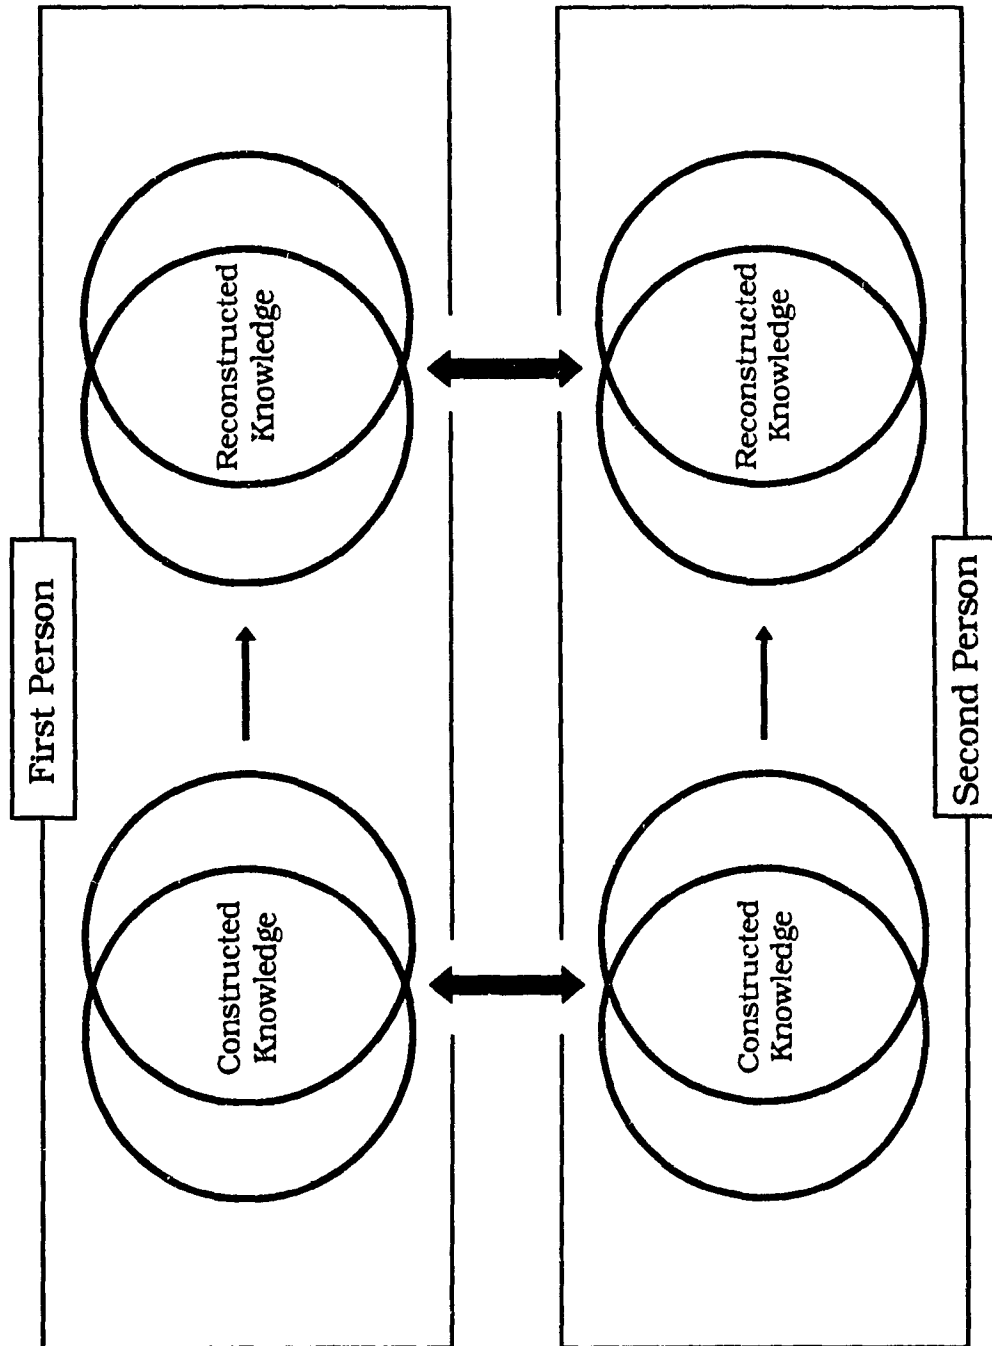 First Person
Constructed
Knowledge
Reconstructed
Knowledge
Constructed
Knowledge
Reconstructed
Knowledge
Second Person